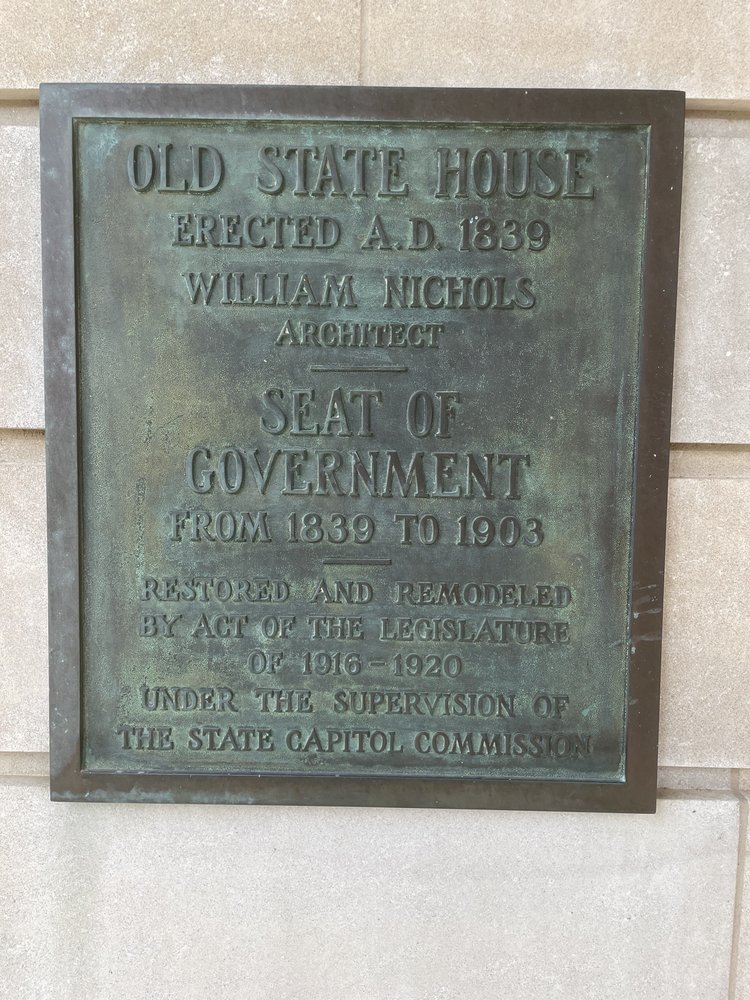 OLD STATE HOUSE
ERECTED A.D. 1839
WILLIAM NICHOLS
ARCHITECT
SEAT OF
GOVERNMENT
FROM 1839 TO 1903
RESTORED AND REMODELED
BY ACT OF THE LEGISLATURE
OF 1916-1920
UNDER THE SUPERVISION OF
THE STATE CAPITOL COMMISSION